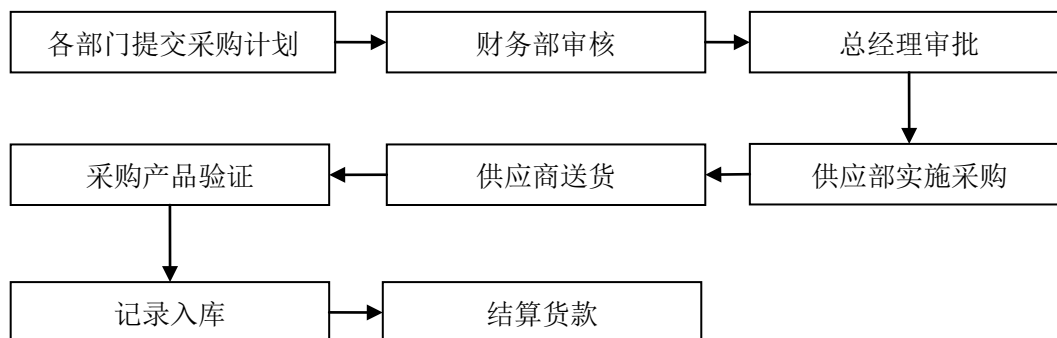 各部门提交采购计划
财务部审核
总经理审批
供应部实施采购
供应商送货
采购产品验证
记录入库
结算货款